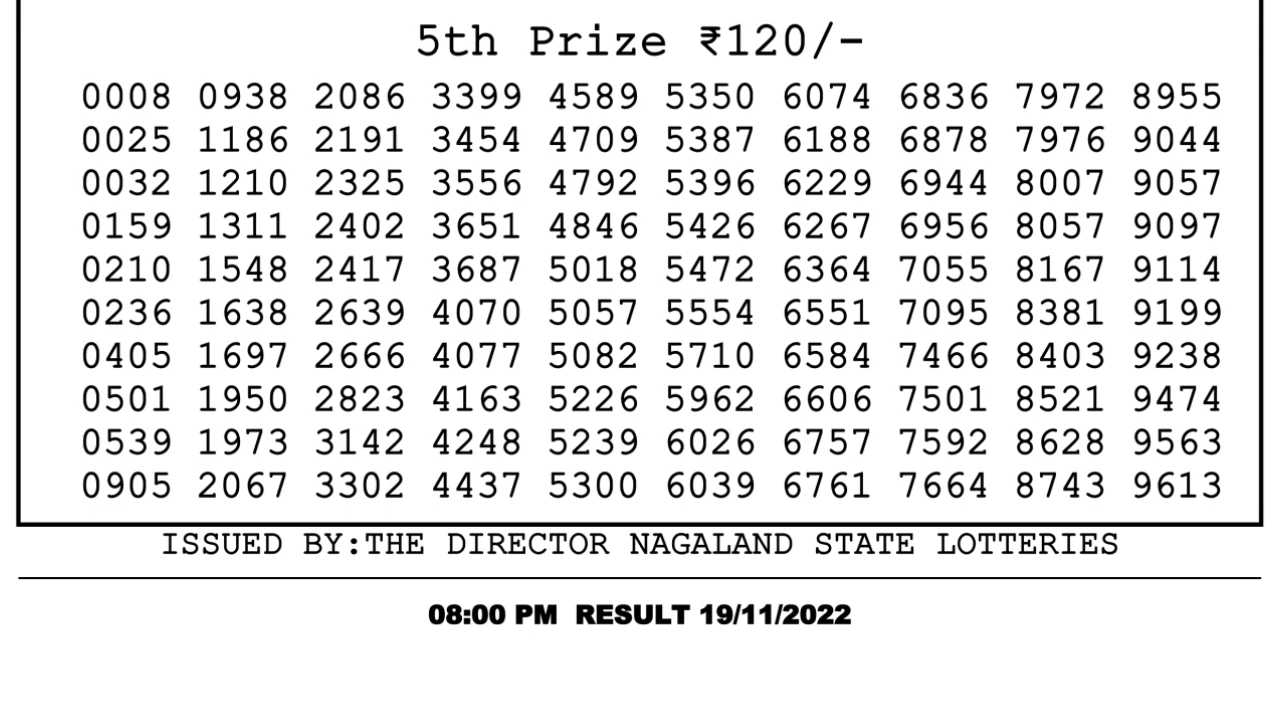 5th Prize ₹120/-
0008 0938 2086 3399 4589 5350 6074 6836 7972 8955
0025 1186 2191 3454 4709 5387 6188 6878 7976 9044
0032 1210 2325 3556 4792 5396 6229 6944 8007 9057
0159 1311 2402 3651 4846 5426 6267 6956 8057 9097
0210 1548 2417 3687 5018 5472 6364 7055 8167 9114
0236 1638 2639 4070 5057 5554 6551 7095 8381 9199
0405 1697 2666 4077 5082 5710 6584 7466 8403 9238
0501 1950 2823 4163 5226 5962 6606 7501 8521 9474
0539 1973 3142 4248 5239 6026 6757 7592 8628 9563
0905 2067 3302 4437 5300 6039 6761 7664 8743 9613
ISSUED BY:THE DIRECTOR NAGALAND STATE LOTTERIES
08:00 PM RESULT 19/11/2022